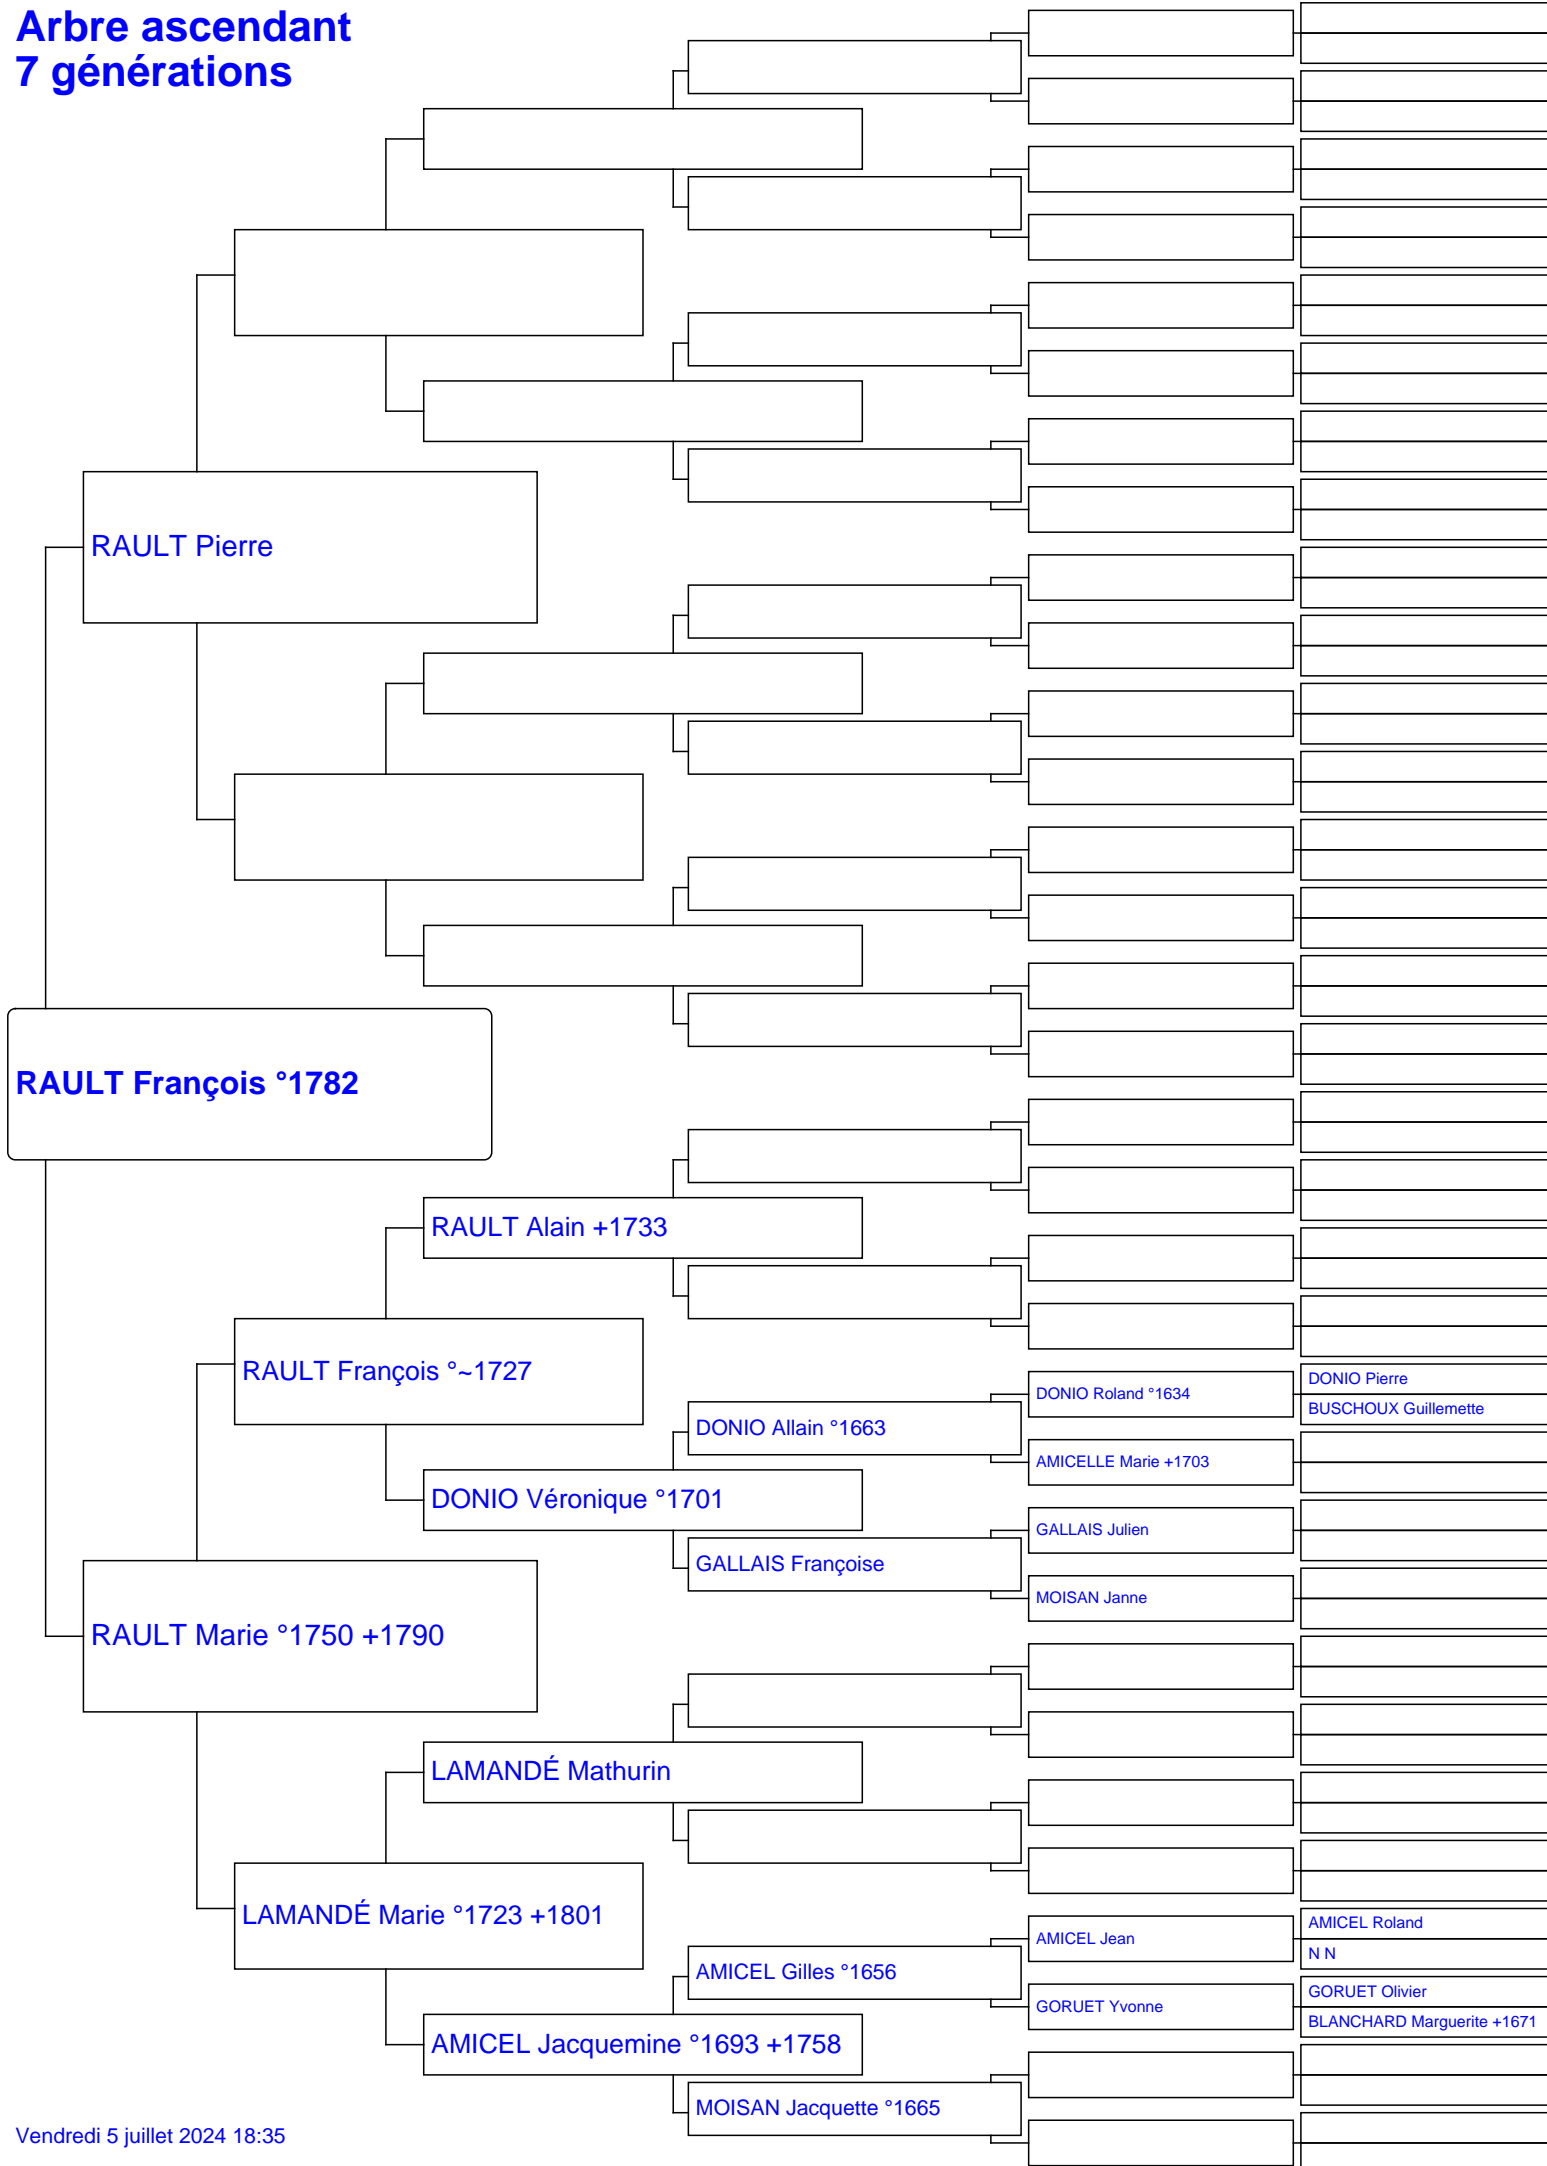 Arbre ascendant
7 générations
RAULT Pierre
RAULT François °1782
RAULT Alain +1733
RAULT François °~1727
DONIO Roland °1634
DONIO Pierre
BUSCHOUX Guillemette
DONIO Allain °1663
AMICELLE Marie +1703
DONIO Véronique °1701
GALLAIS Julien
GALLAIS Françoise
MOISAN Janne
RAULT Marie °1750 +1790
LAMANDÉ Mathurin
LAMANDÉ Marie °1723 +1801
AMICEL Jean
AMICEL Roland
N N
AMICEL Gilles °1656
GORUET Yvonne
GORUET Olivier
BLANCHARD Marguerite +1671
AMICEL Jacquemine °1693 +1758
MOISAN Jacquette °1665
Vendredi 5 juillet 2024 18:35